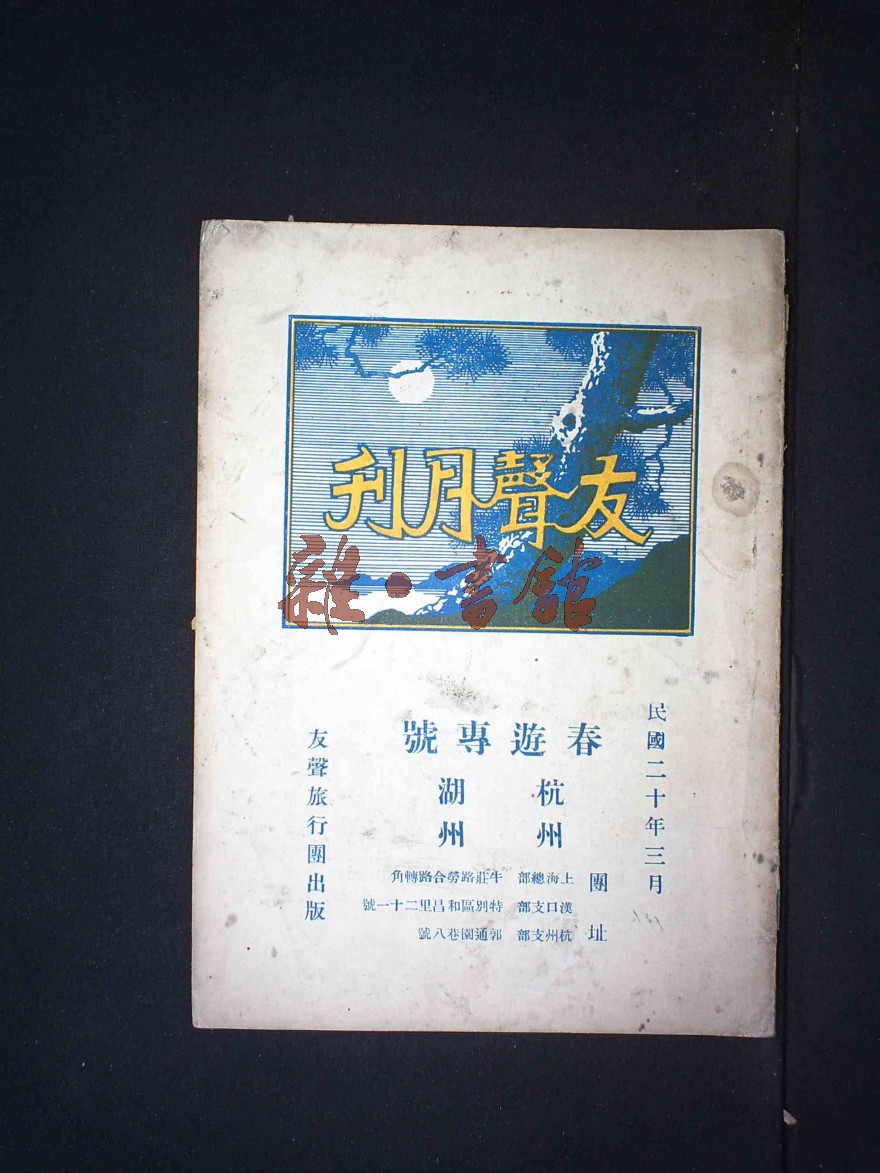 友聲月刊
雜·書館
民國二十年三月
春遊專號
杭州
湖州
團址
上海總部 牛莊路勞合路轉角
漢口支部 特別區和昌里二十一號
杭州支部 郭通園巷八號
友聲旅行團出版